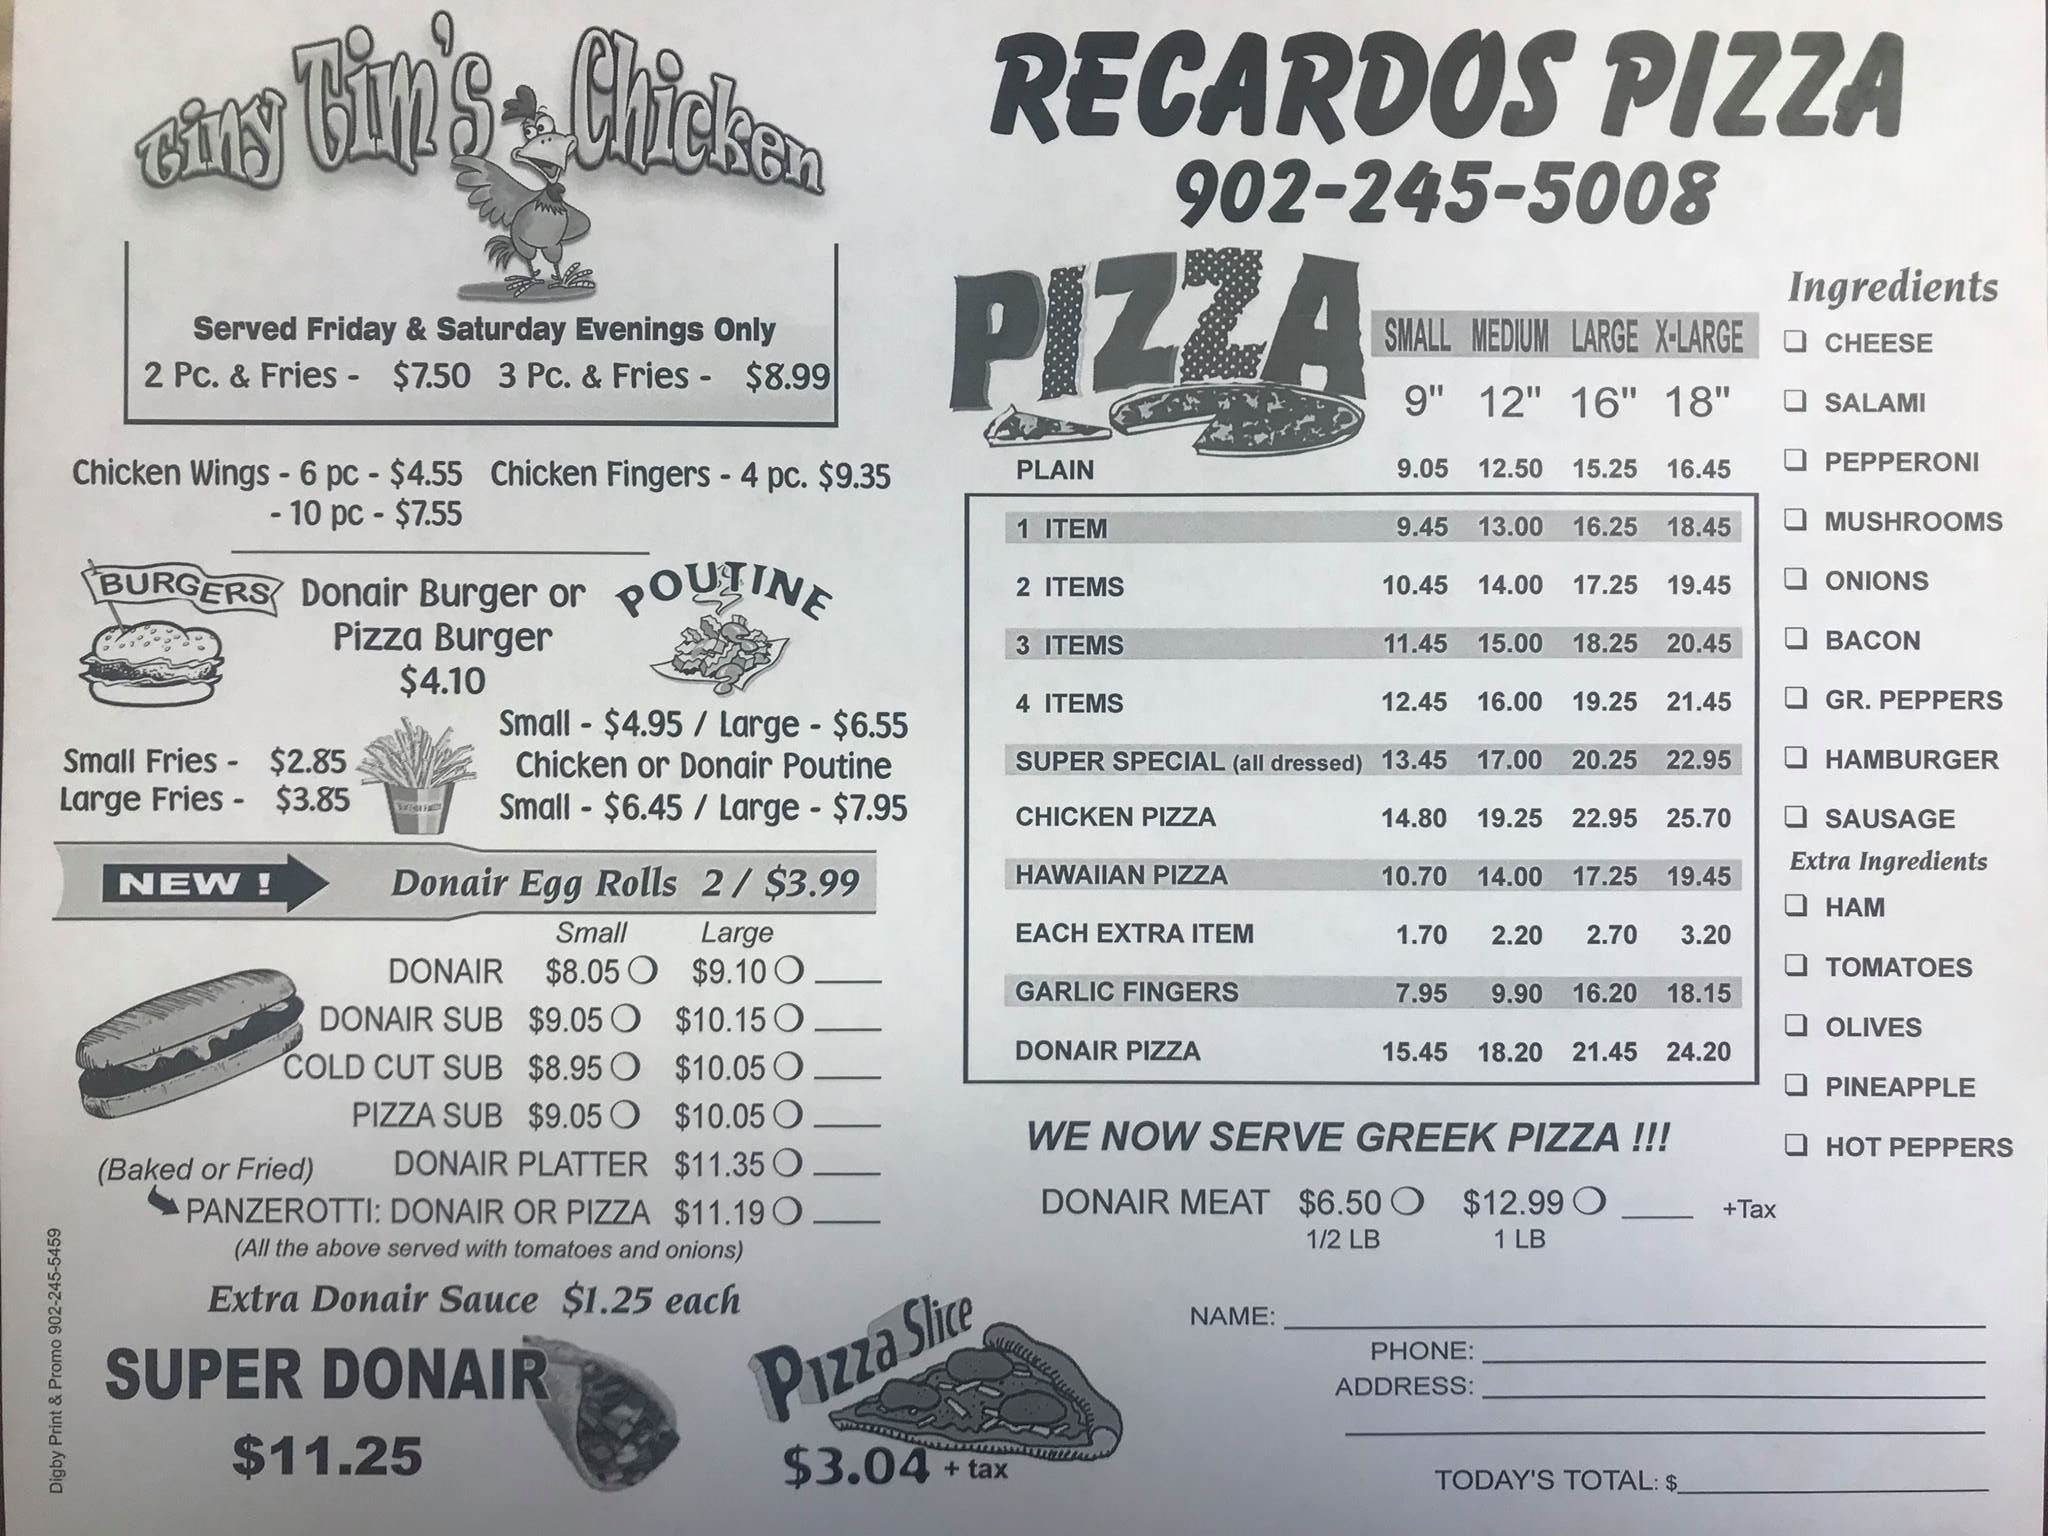 Tiny Tim's Chicken
Served Friday & Saturday Evenings Only
2 Pc. & Fries - $7.50 3 Pc. & Fries - $8.99
Chicken Wings - 6 pc - $4.55 Chicken Fingers - 4 pc. $9.35
- 10 pc - $7.55
BURGERS
Donair Burger or
Pizza Burger
$4.10
POUTINE
Small - $4.95 / Large - $6.55
Chicken or Donair Poutine
Small - $6.45 / Large - $7.95
Small Fries - $2.85
Large Fries - $3.85
NEW ! Donair Egg Rolls 2 / $3.99
Small Large
DONAIR $8.05 $9.10
DONAIR SUB $9.05 $10.15
COLD CUT SUB $8.95 $10.05
PIZZA SUB $9.05 $10.05
(Baked or Fried) DONAIR PLATTER $11.35
PANZEROTTI: DONAIR OR PIZZA $11.19
(All the above served with tomatoes and onions)
Extra Donair Sauce $1.25 each
SUPER DONAIR
$11.25
Pizza Slice
$3.04 + tax
Digby Print & Promo 902-245-5459
RECARDOS PIZZA
902-245-5008
PIZZA
SMALL MEDIUM LARGE X-LARGE
9" 12" 16" 18"
PLAIN 9.05 12.50 15.25 16.45
1 ITEM 9.45 13.00 16.25 18.45
2 ITEMS 10.45 14.00 17.25 19.45
3 ITEMS 11.45 15.00 18.25 20.45
4 ITEMS 12.45 16.00 19.25 21.45
SUPER SPECIAL (all dressed) 13.45 17.00 20.25 22.95
CHICKEN PIZZA 14.80 19.25 22.95 25.70
HAWAIIAN PIZZA 10.70 14.00 17.25 19.45
EACH EXTRA ITEM 1.70 2.20 2.70 3.20
GARLIC FINGERS 7.95 9.90 16.20 18.15
DONAIR PIZZA 15.45 18.20 21.45 24.20
Ingredients
CHEESE
SALAMI
PEPPERONI
MUSHROOMS
ONIONS
BACON
GR. PEPPERS
HAMBURGER
SAUSAGE
Extra Ingredients
HAM
TOMATOES
OLIVES
PINEAPPLE
HOT PEPPERS
WE NOW SERVE GREEK PIZZA !!!
DONAIR MEAT $6.50 $12.99 +Tax
1/2 LB 1 LB
NAME:
PHONE:
ADDRESS:
TODAY'S TOTAL: $